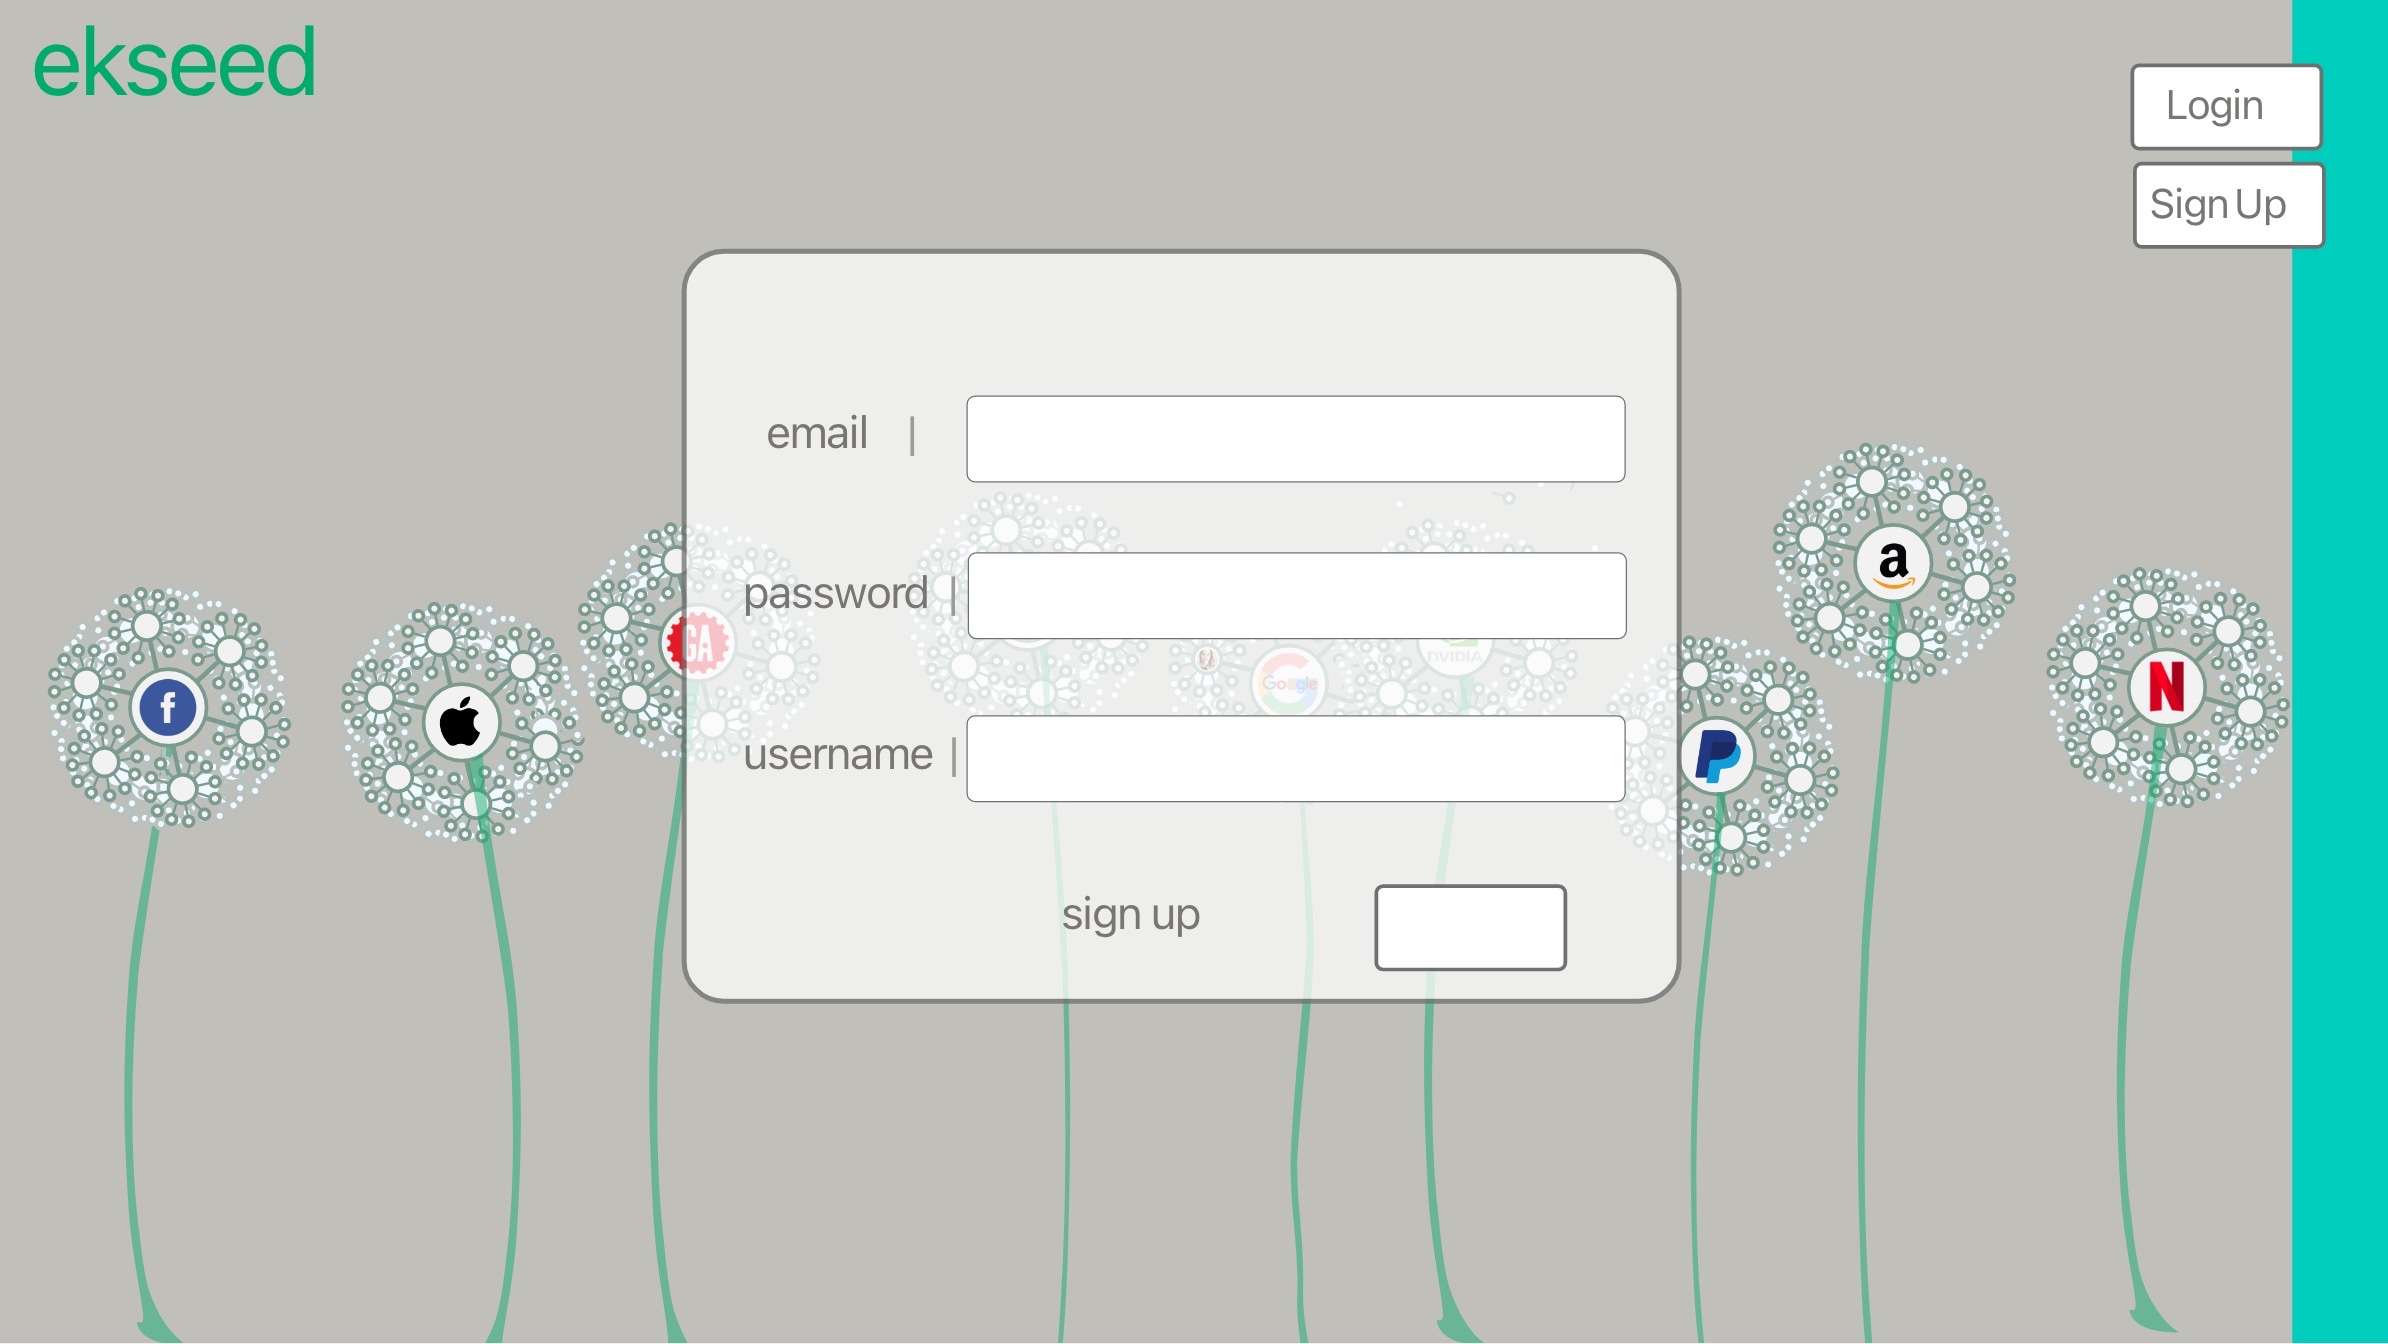 ekseed
Login
Sign Up
email |
password |
GA
Google
nVIDIA
username |
sign up
f
a
N
P